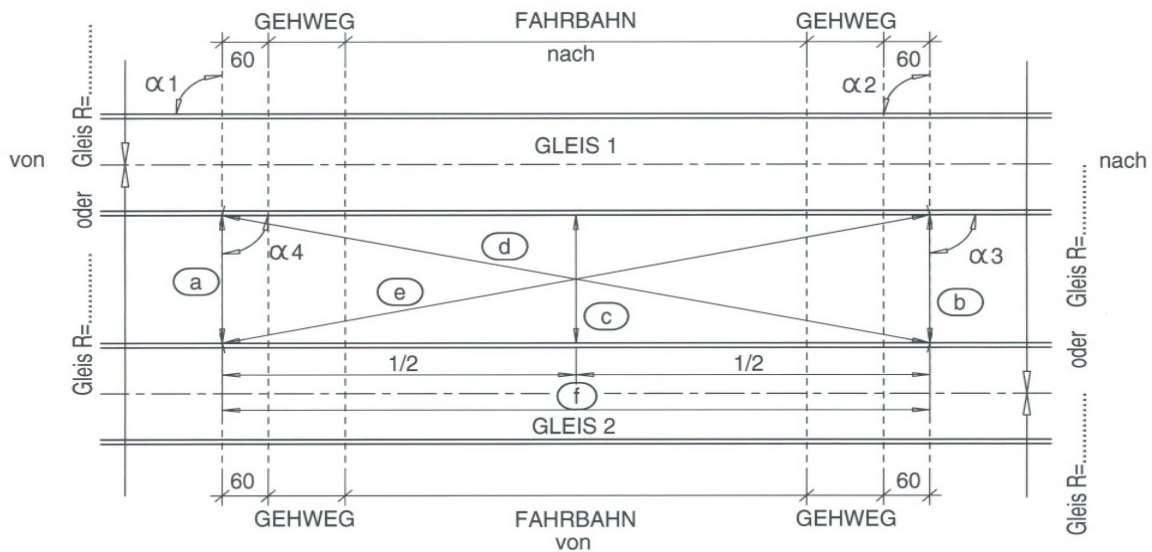 GEHWEG FAHRBAHN GEHWEG
60 nach 60
α1 α2
Gleis R=.........
oder
Gleis R=.........
von
GLEIS 1
nach
Gleis R=.........
oder
Gleis R=.........
α4 d α3
a e c b
1/2 1/2
f
GLEIS 2
60 60
GEHWEG FAHRBAHN GEHWEG
von